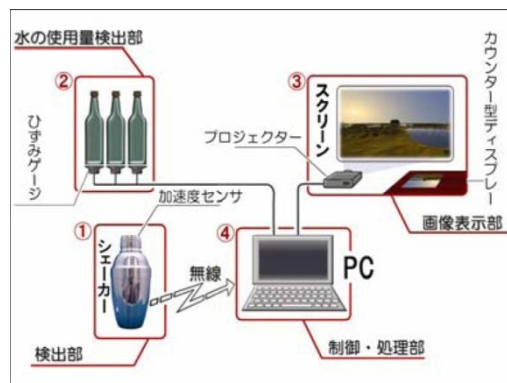 水の使用量検出部
②
ひずみゲージ
③
スクリーン
プロジェクター
カウンター型ディスプレー
画像表示部
①
加速度センサ
シェーカー
無線
検出部
④
PC
制御・処理部